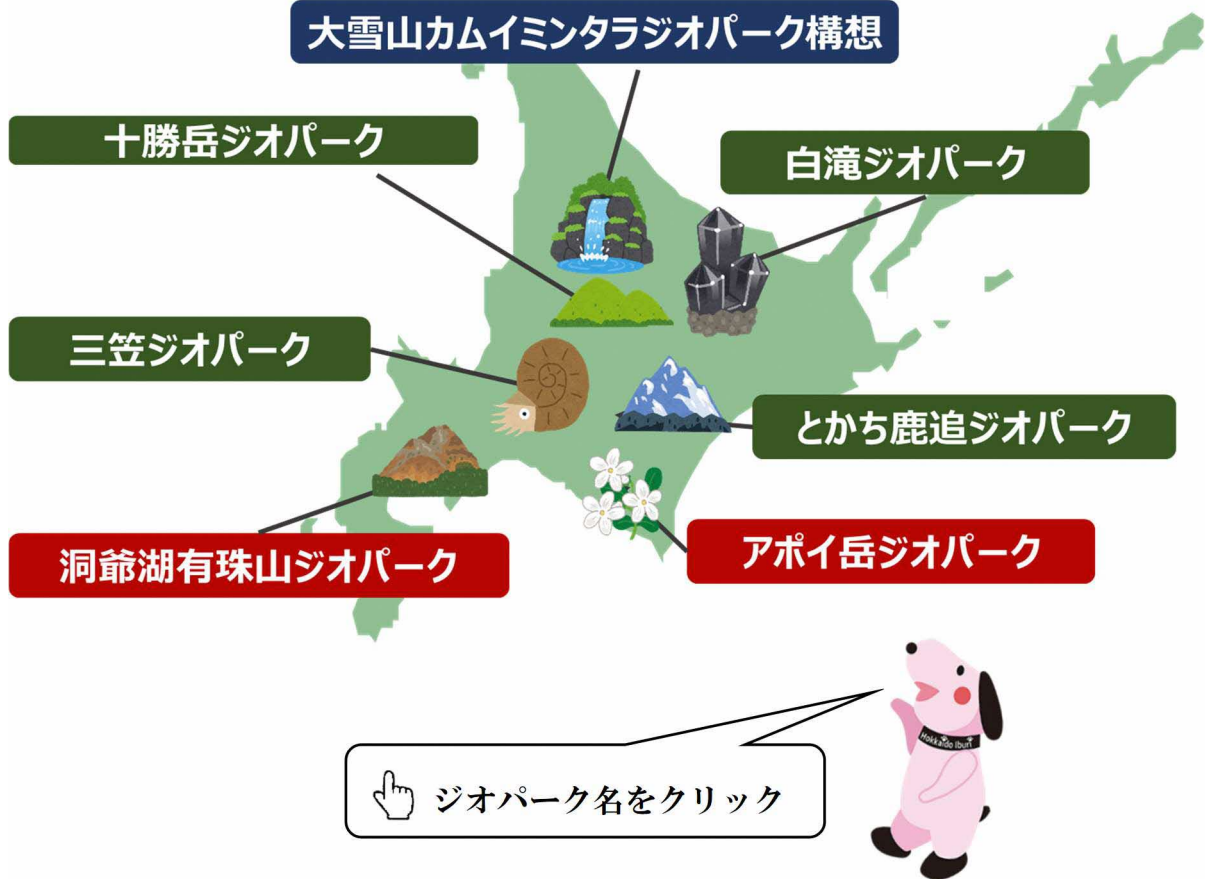 大雪山カムイミンタラジオパーク構想
十勝岳ジオパーク
白滝ジオパーク
三笠ジオパーク
とかち鹿追ジオパーク
洞爺湖有珠山ジオパーク
アポイ岳ジオパーク
Hokkaido Iburi
ジオパーク名をクリック